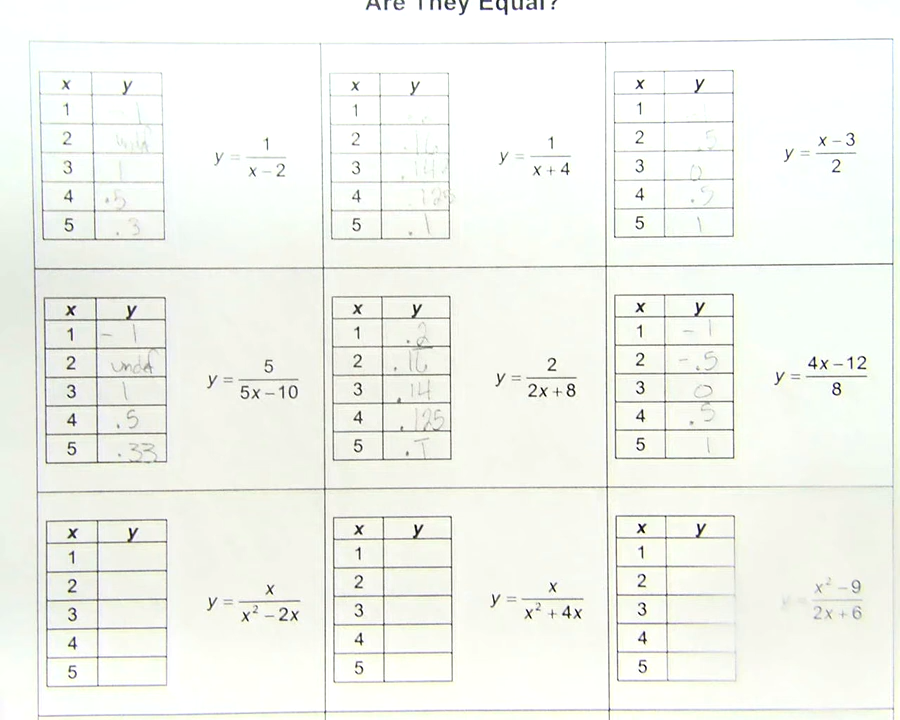 Are They Equal?
x y
1 - 1
2 undf
3 1
4 .5
5 .3
y = 1/(x - 2)
x y
1
2 .16
3 .14
4 .125
5 .1
y = 1/(x + 4)
x y
1
2 .5
3 0
4 .5
5 1
y = (x - 3)/2
x y
1 - 1
2 undf
3 1
4 .5
5 .33
y = 5/(5x - 10)
x y
1 .2
2 .16
3 .14
4 .125
5 .1
y = 2/(2x + 8)
x y
1 - 1
2 -.5
3 0
4 .5
5 1
y = (4x - 12)/8
x y
1
2
3
4
5
y = x/(x² - 2x)
x y
1
2
3
4
5
y = x/(x² + 4x)
x y
1
2
3
4
5
y = (x² - 9)/(2x + 6)